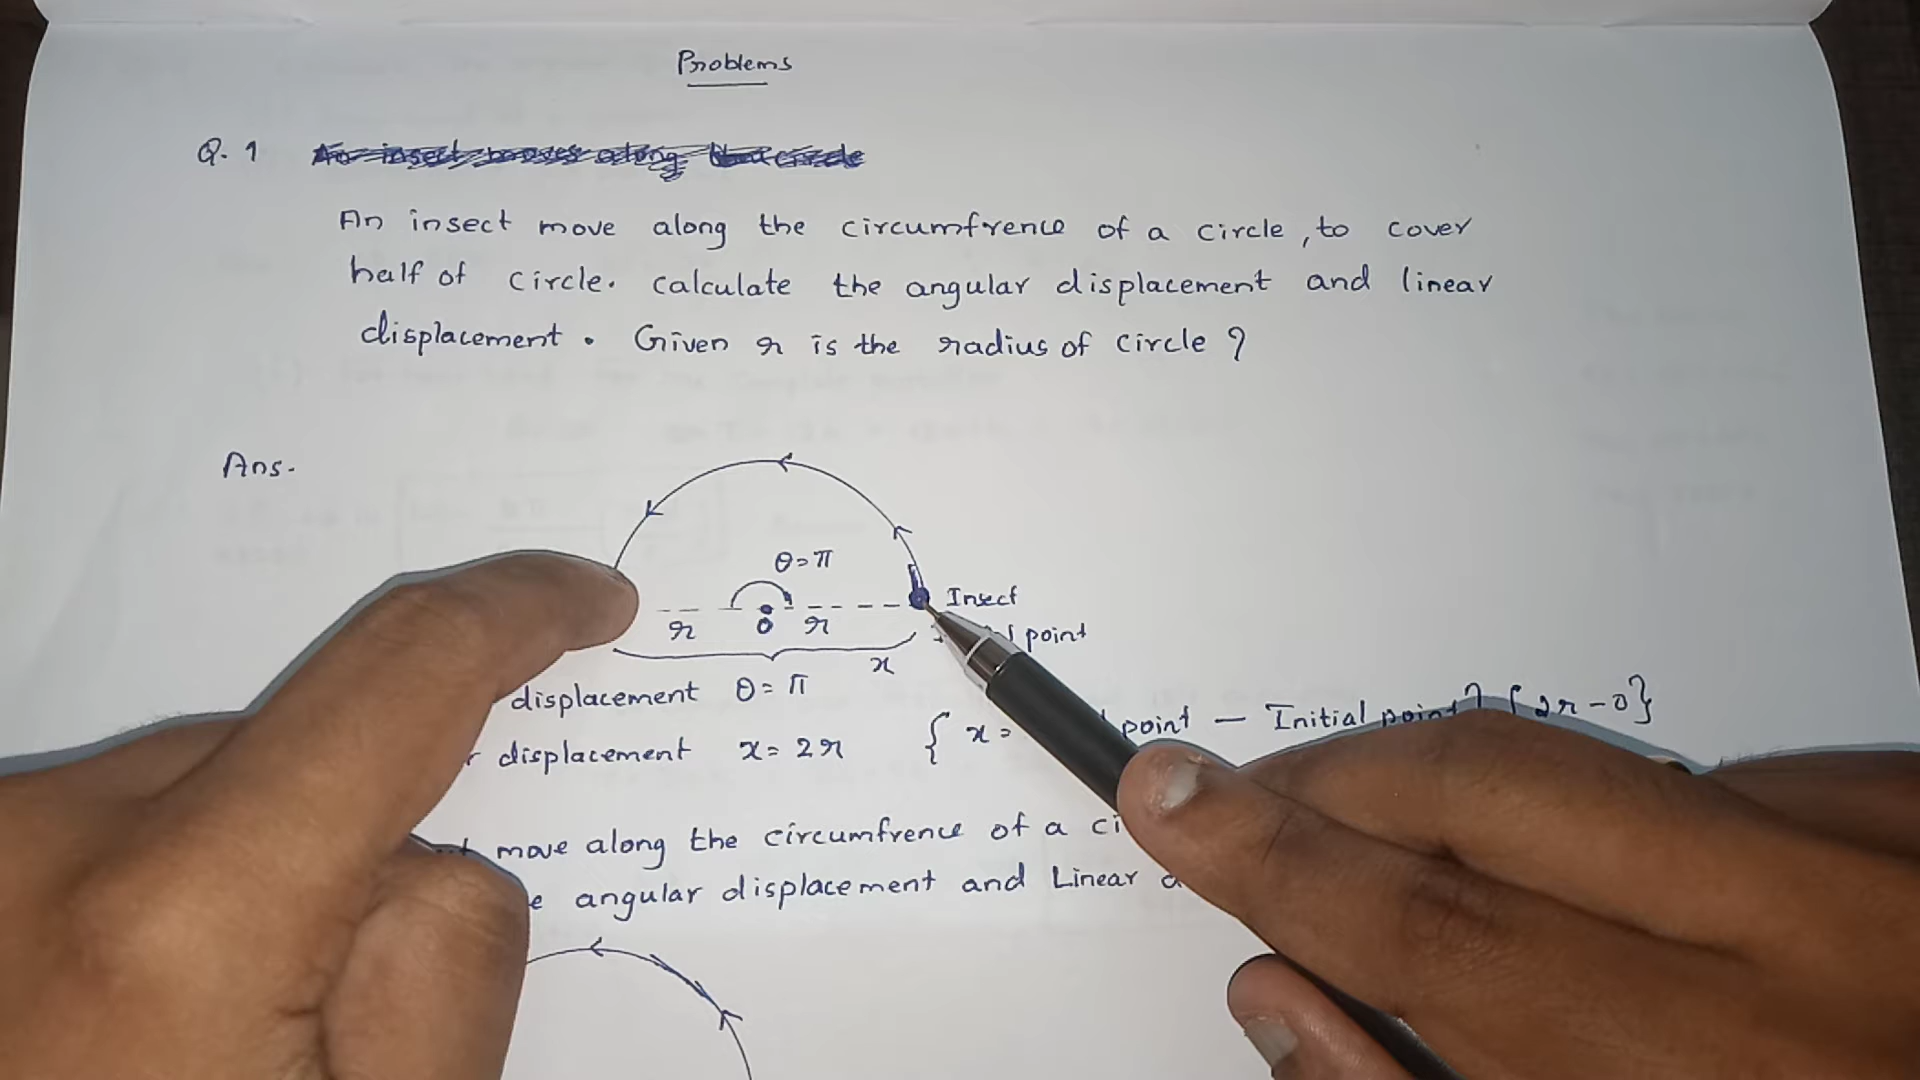 Problems
Q. 1
An insect move along the circumfrence of a circle, to cover
half of circle. calculate the angular displacement and linear
displacement. Given r is the radius of circle ?
Ans.
θ=π
Insect
r O r
point
x
displacement θ = π
displacement x = 2r { x = point — Initial point } { 2r - 0}
move along the circumfrence of a
angular displacement and Linear